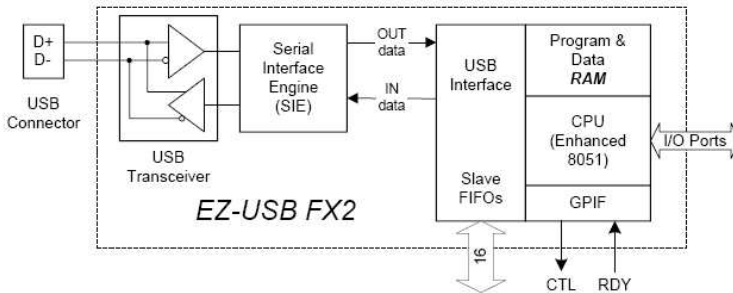 D+
D-
USB
Connector
USB
Transceiver
Serial
Interface
Engine
(SIE)
OUT
data
IN
data
USB
Interface
Slave
FIFOs
Program &
Data
RAM
CPU
(Enhanced
8051)
GPIF
I/O Ports
EZ-USB FX2
16
CTL
RDY